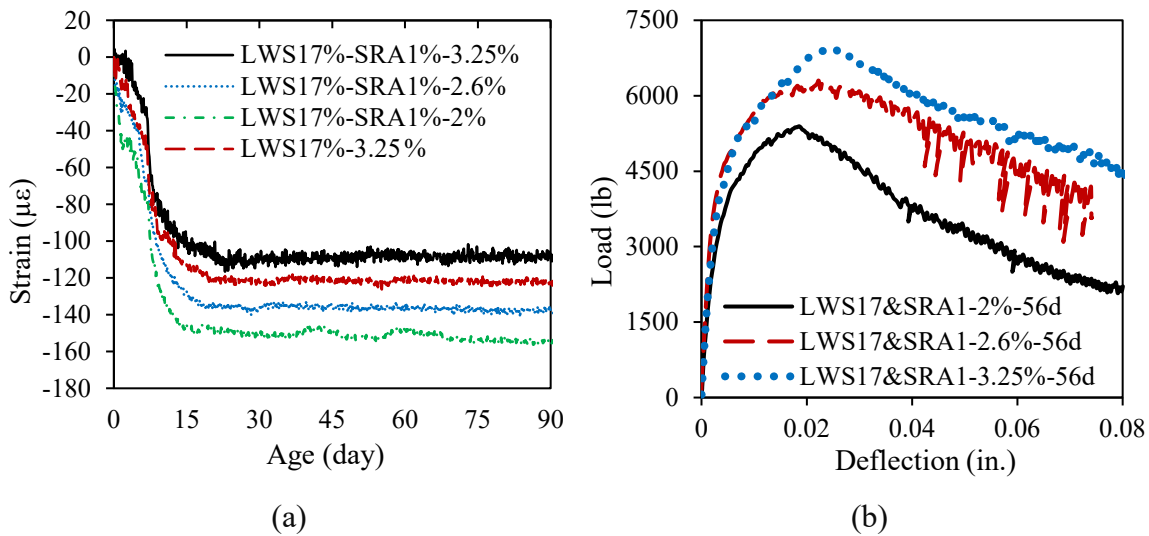 0
-20
-40
-60
-80
-100
-120
-140
-160
-180
Strain (με)
LWS17%-SRA1%-3.25%
LWS17%-SRA1%-2.6%
LWS17%-SRA1%-2%
LWS17%-3.25%
0 15 30 45 60 75 90
Age (day)
(a)
7500
6000
4500
3000
1500
0
Load (lb)
LWS17&SRA1-2%-56d
LWS17&SRA1-2.6%-56d
LWS17&SRA1-3.25%-56d
0 0.02 0.04 0.06 0.08
Deflection (in.)
(b)